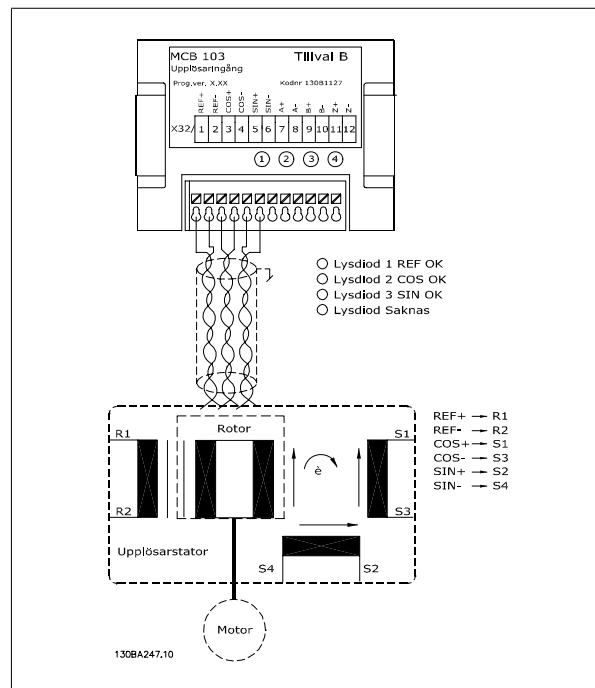 MCB 103 Tillval B
Upplösaringång
Prog.ver. X.XX Kodnr 130B1127
REF+ REF- COS+ COS- SIN+ SIN- A+ A- B+ B- Z+ Z-
X32/ 1 2 3 4 5 6 7 8 9 10 11 12
1 2 3 4
Lysdiod 1 REF OK
Lysdiod 2 COS OK
Lysdiod 3 SIN OK
Lysdiod Saknas
R1 Rotor S1
è
R2 S3
Upplösarstator
S4 S2
REF+ → R1
REF- → R2
COS+ → S1
COS- → S3
SIN+ → S2
SIN- → S4
Motor
130BA247.10